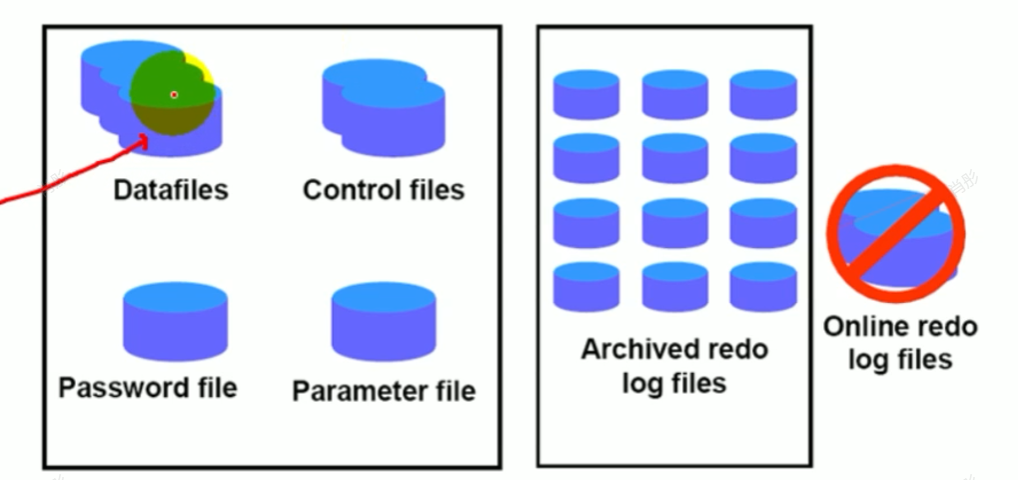 Datafiles
Control files
Password file
Parameter file
Archived redo
log files
Online redo
log files